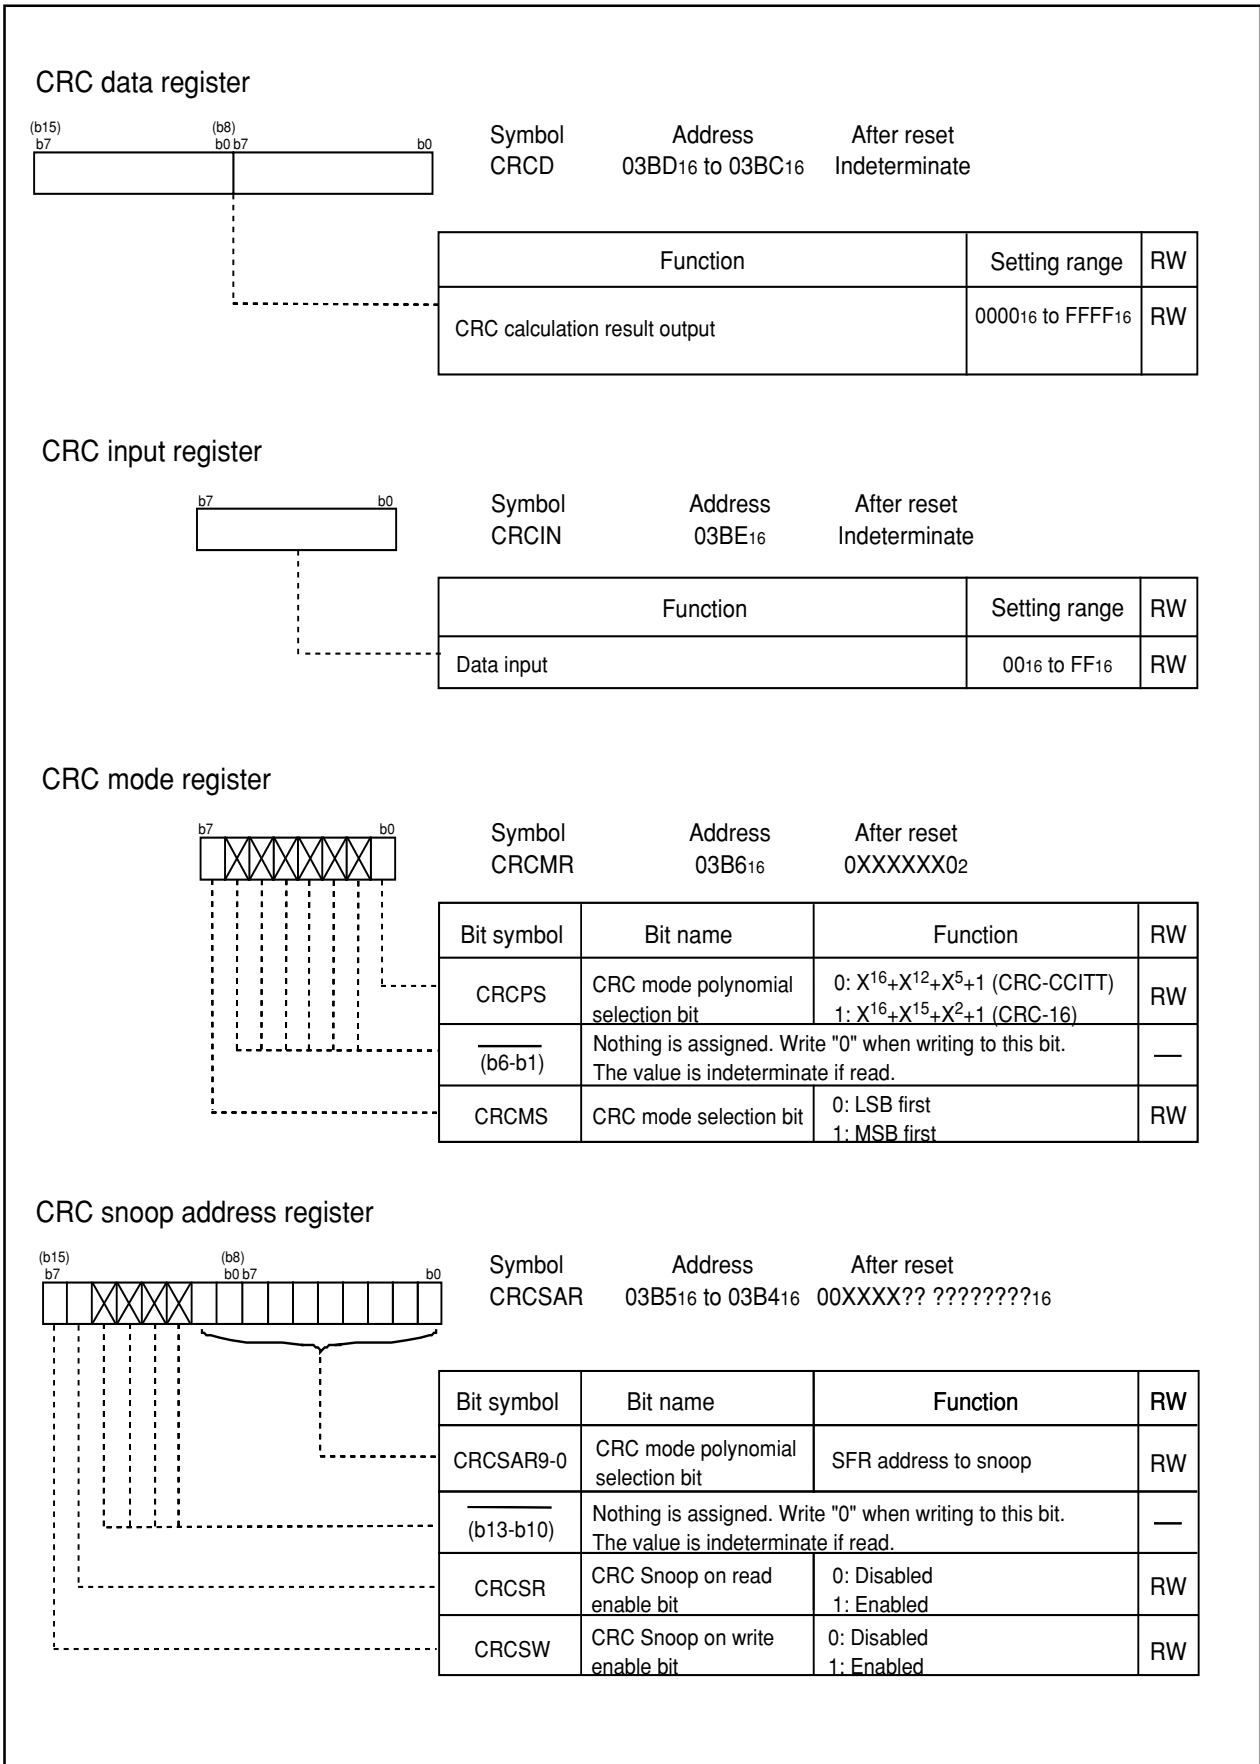 CRC data register
(b15) (b8)
b7 b0 b7 b0
Symbol Address After reset
CRCD 03BD16 to 03BC16 Indeterminate
Function Setting range RW
CRC calculation result output 000016 to FFFF16 RW
CRC input register
b7 b0
Symbol Address After reset
CRCIN 03BE16 Indeterminate
Function Setting range RW
Data input 0016 to FF16 RW
CRC mode register
b7 b0
Symbol Address After reset
CRCMR 03B616 0XXXXXX02
Bit symbol Bit name Function RW
CRCPS CRC mode polynomial 0: X16+X12+X5+1 (CRC-CCITT) RW
selection bit 1: X16+X15+X2+1 (CRC-16)
(b6-b1) Nothing is assigned. Write "0" when writing to this bit. —
The value is indeterminate if read.
CRCMS CRC mode selection bit 0: LSB first RW
1: MSB first
CRC snoop address register
(b15) (b8)
b7 b0 b7 b0
Symbol Address After reset
CRCSAR 03B516 to 03B416 00XXXX?? ????????16
Bit symbol Bit name Function RW
CRCSAR9-0 CRC mode polynomial SFR address to snoop RW
selection bit
(b13-b10) Nothing is assigned. Write "0" when writing to this bit. —
The value is indeterminate if read.
CRCSR CRC Snoop on read 0: Disabled RW
enable bit 1: Enabled
CRCSW CRC Snoop on write 0: Disabled RW
enable bit 1: Enabled